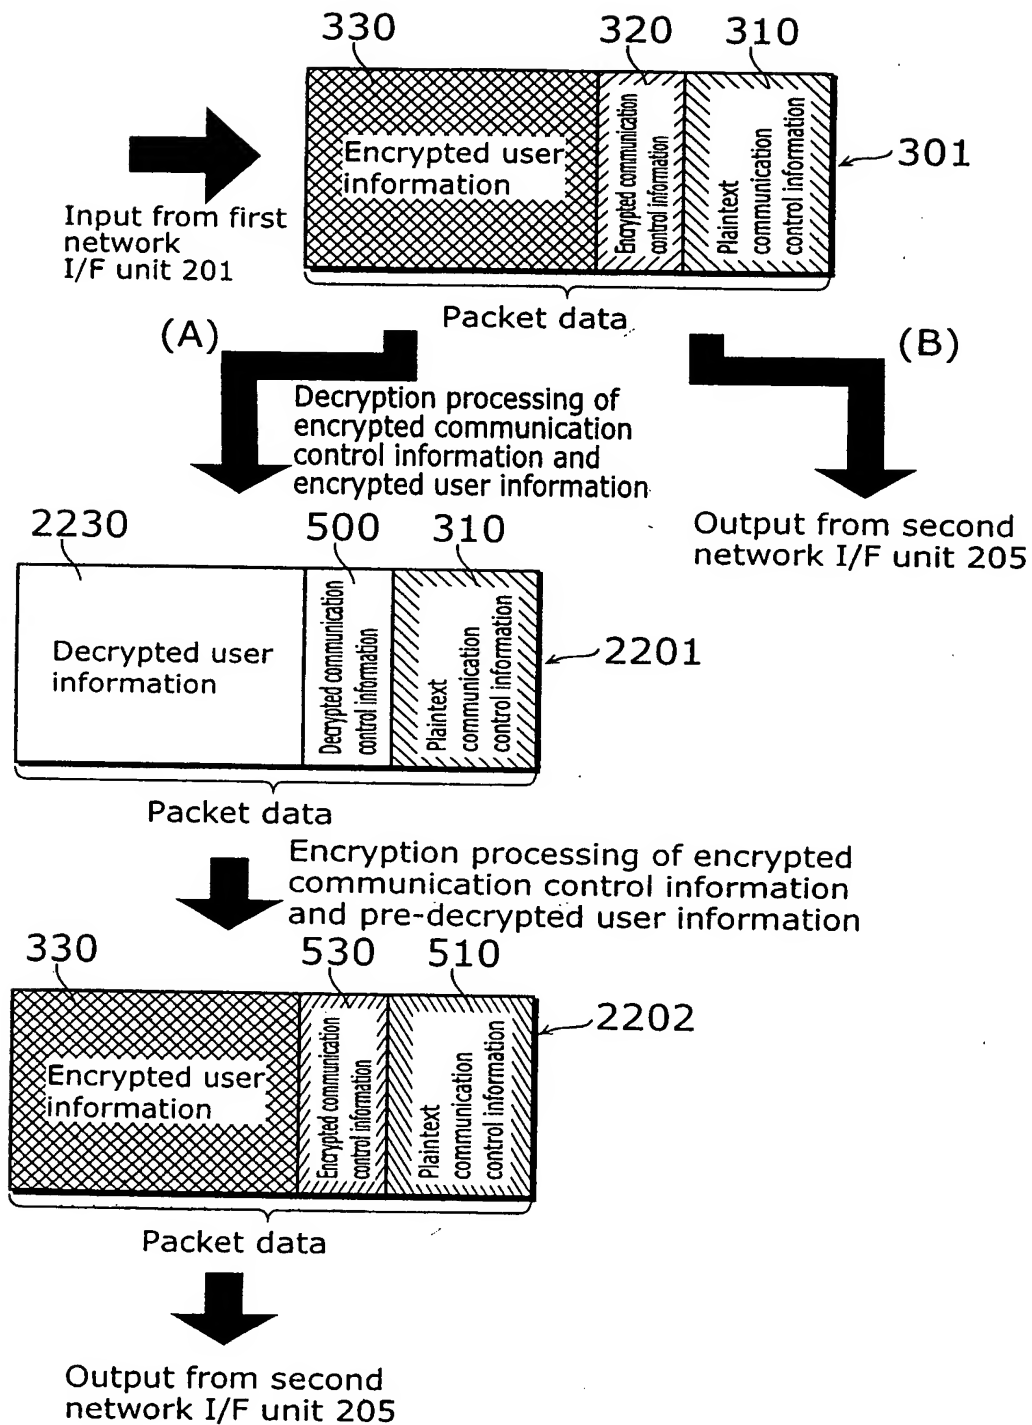 330
320
310
Encrypted user
information
Encrypted communication
control information
Plaintext
communication
control information
301
Input from first
network
I/F unit 201
Packet data
(A)
(B)
Decryption processing of
encrypted communication
control information and
encrypted user information
Output from second
network I/F unit 205
2230
500
310
Decrypted user
information
Decrypted communication
control information
Plaintext
communication
control information
2201
Packet data
Encryption processing of encrypted
communication control information
and pre-decrypted user information
330
530
510
Encrypted user
information
Encrypted communication
control information
Plaintext
communication
control information
2202
Packet data
Output from second
network I/F unit 205